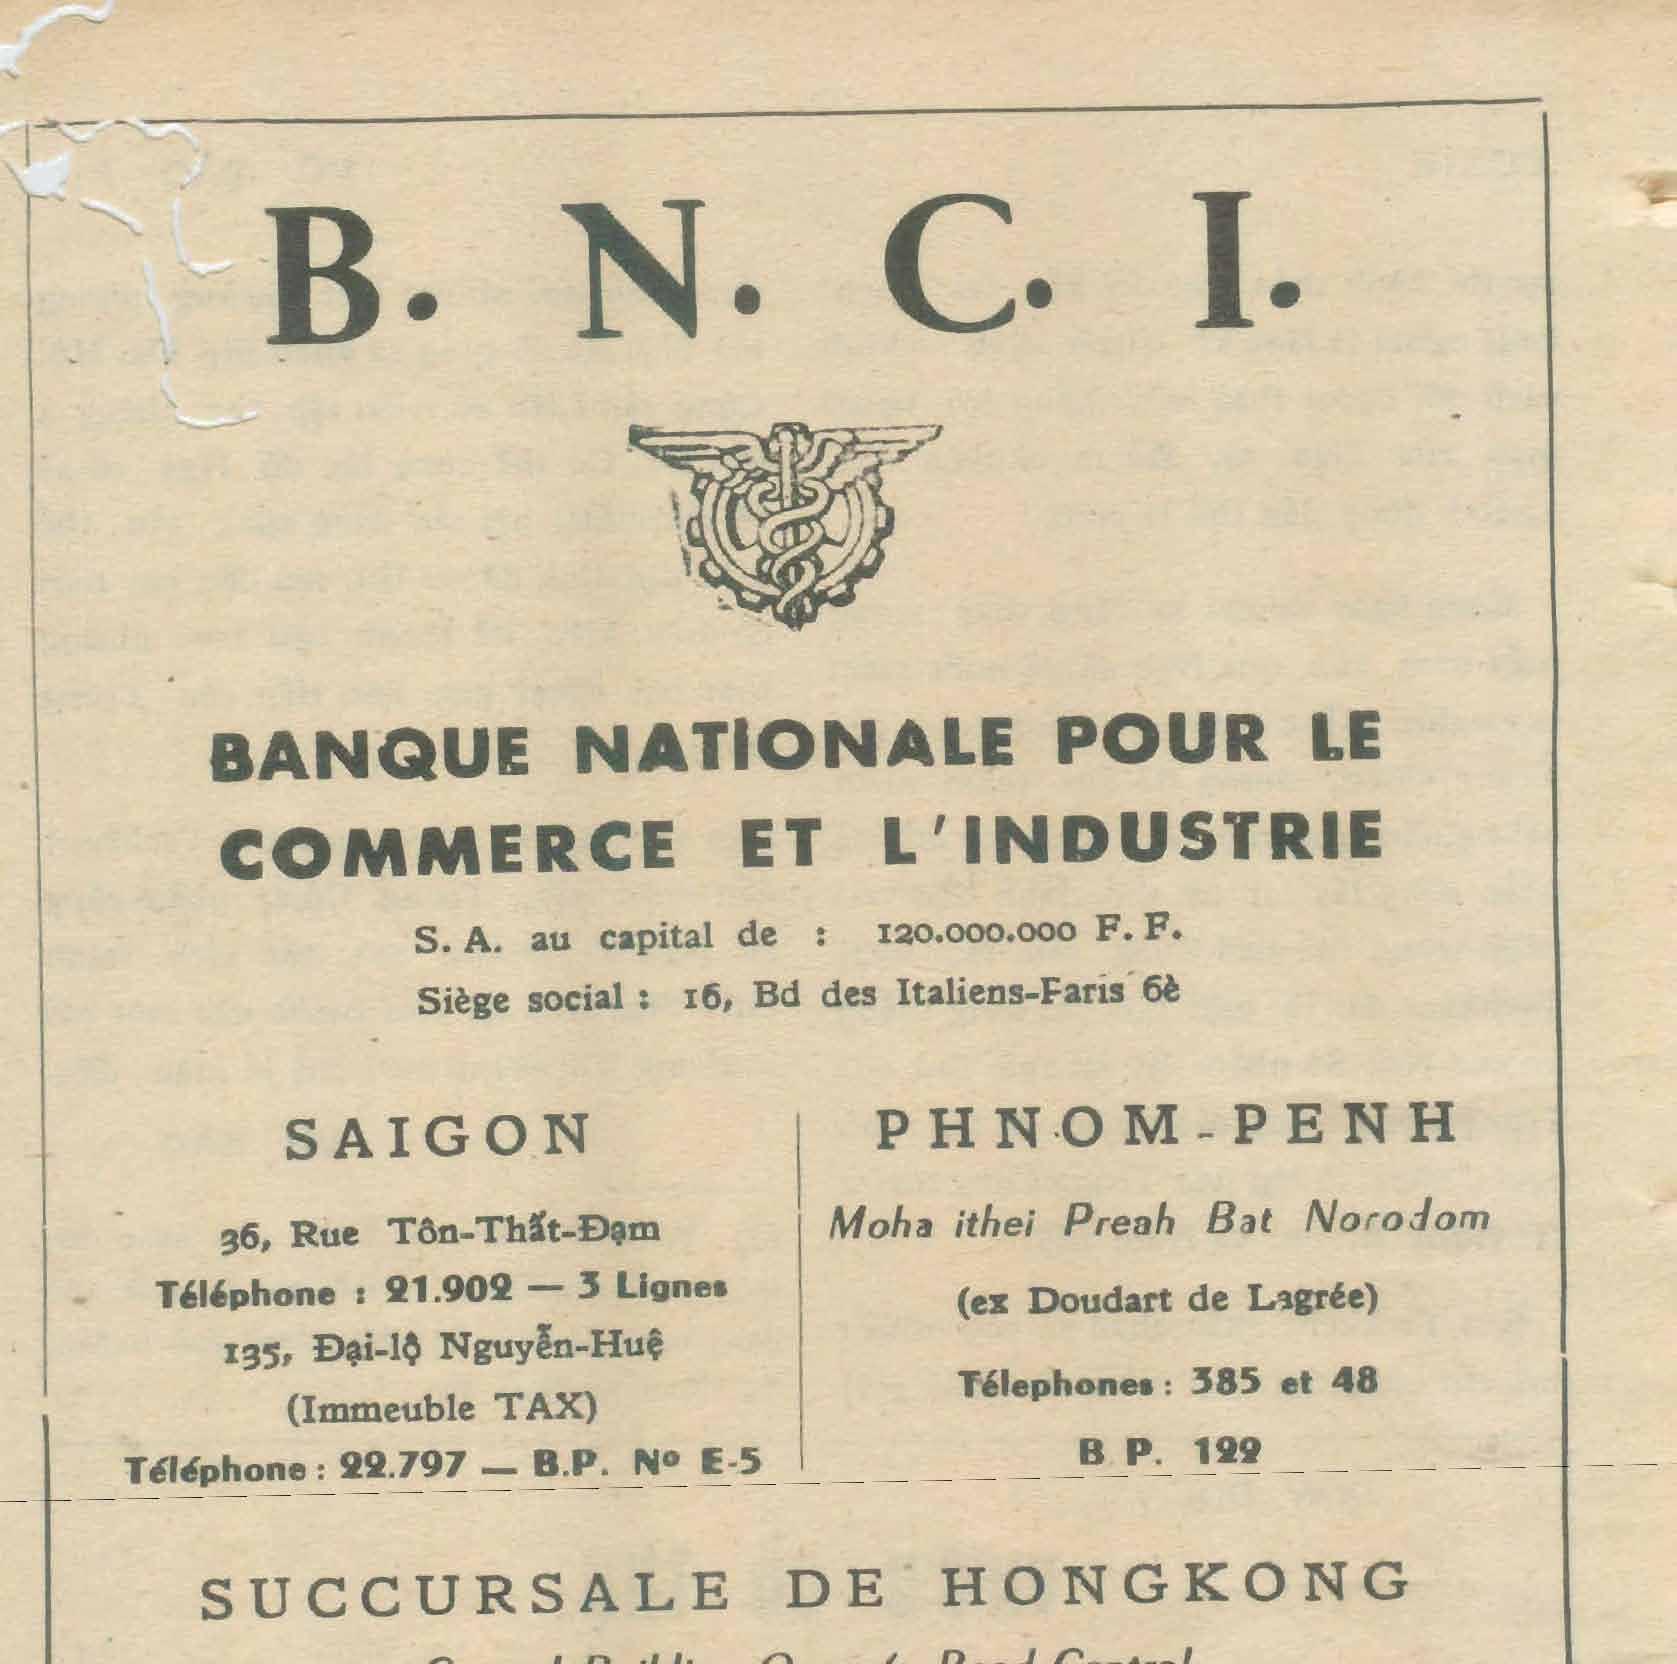 B. N. C. I.
BANQUE NATIONALE POUR LE
COMMERCE ET L'INDUSTRIE
S. A. au capital de : 120.000.000 F. F.
Siège social : 16, Bd des Italiens-Faris 6è
SAIGON
36, Rue Tôn-Thất-Đạm
Téléphone : 21.902 — 3 Lignes
135, Đại-lộ Nguyễn-Huệ
(Immeuble TAX)
Téléphone : 22.797 — B.P. Nº E-5
PHNOM-PENH
Moha ithei Preah Bat Norodom
(ex Doudart de Lagrée)
Télephones : 385 et 48
B P. 122
SUCCURSALE DE HONGKONG
Road Central